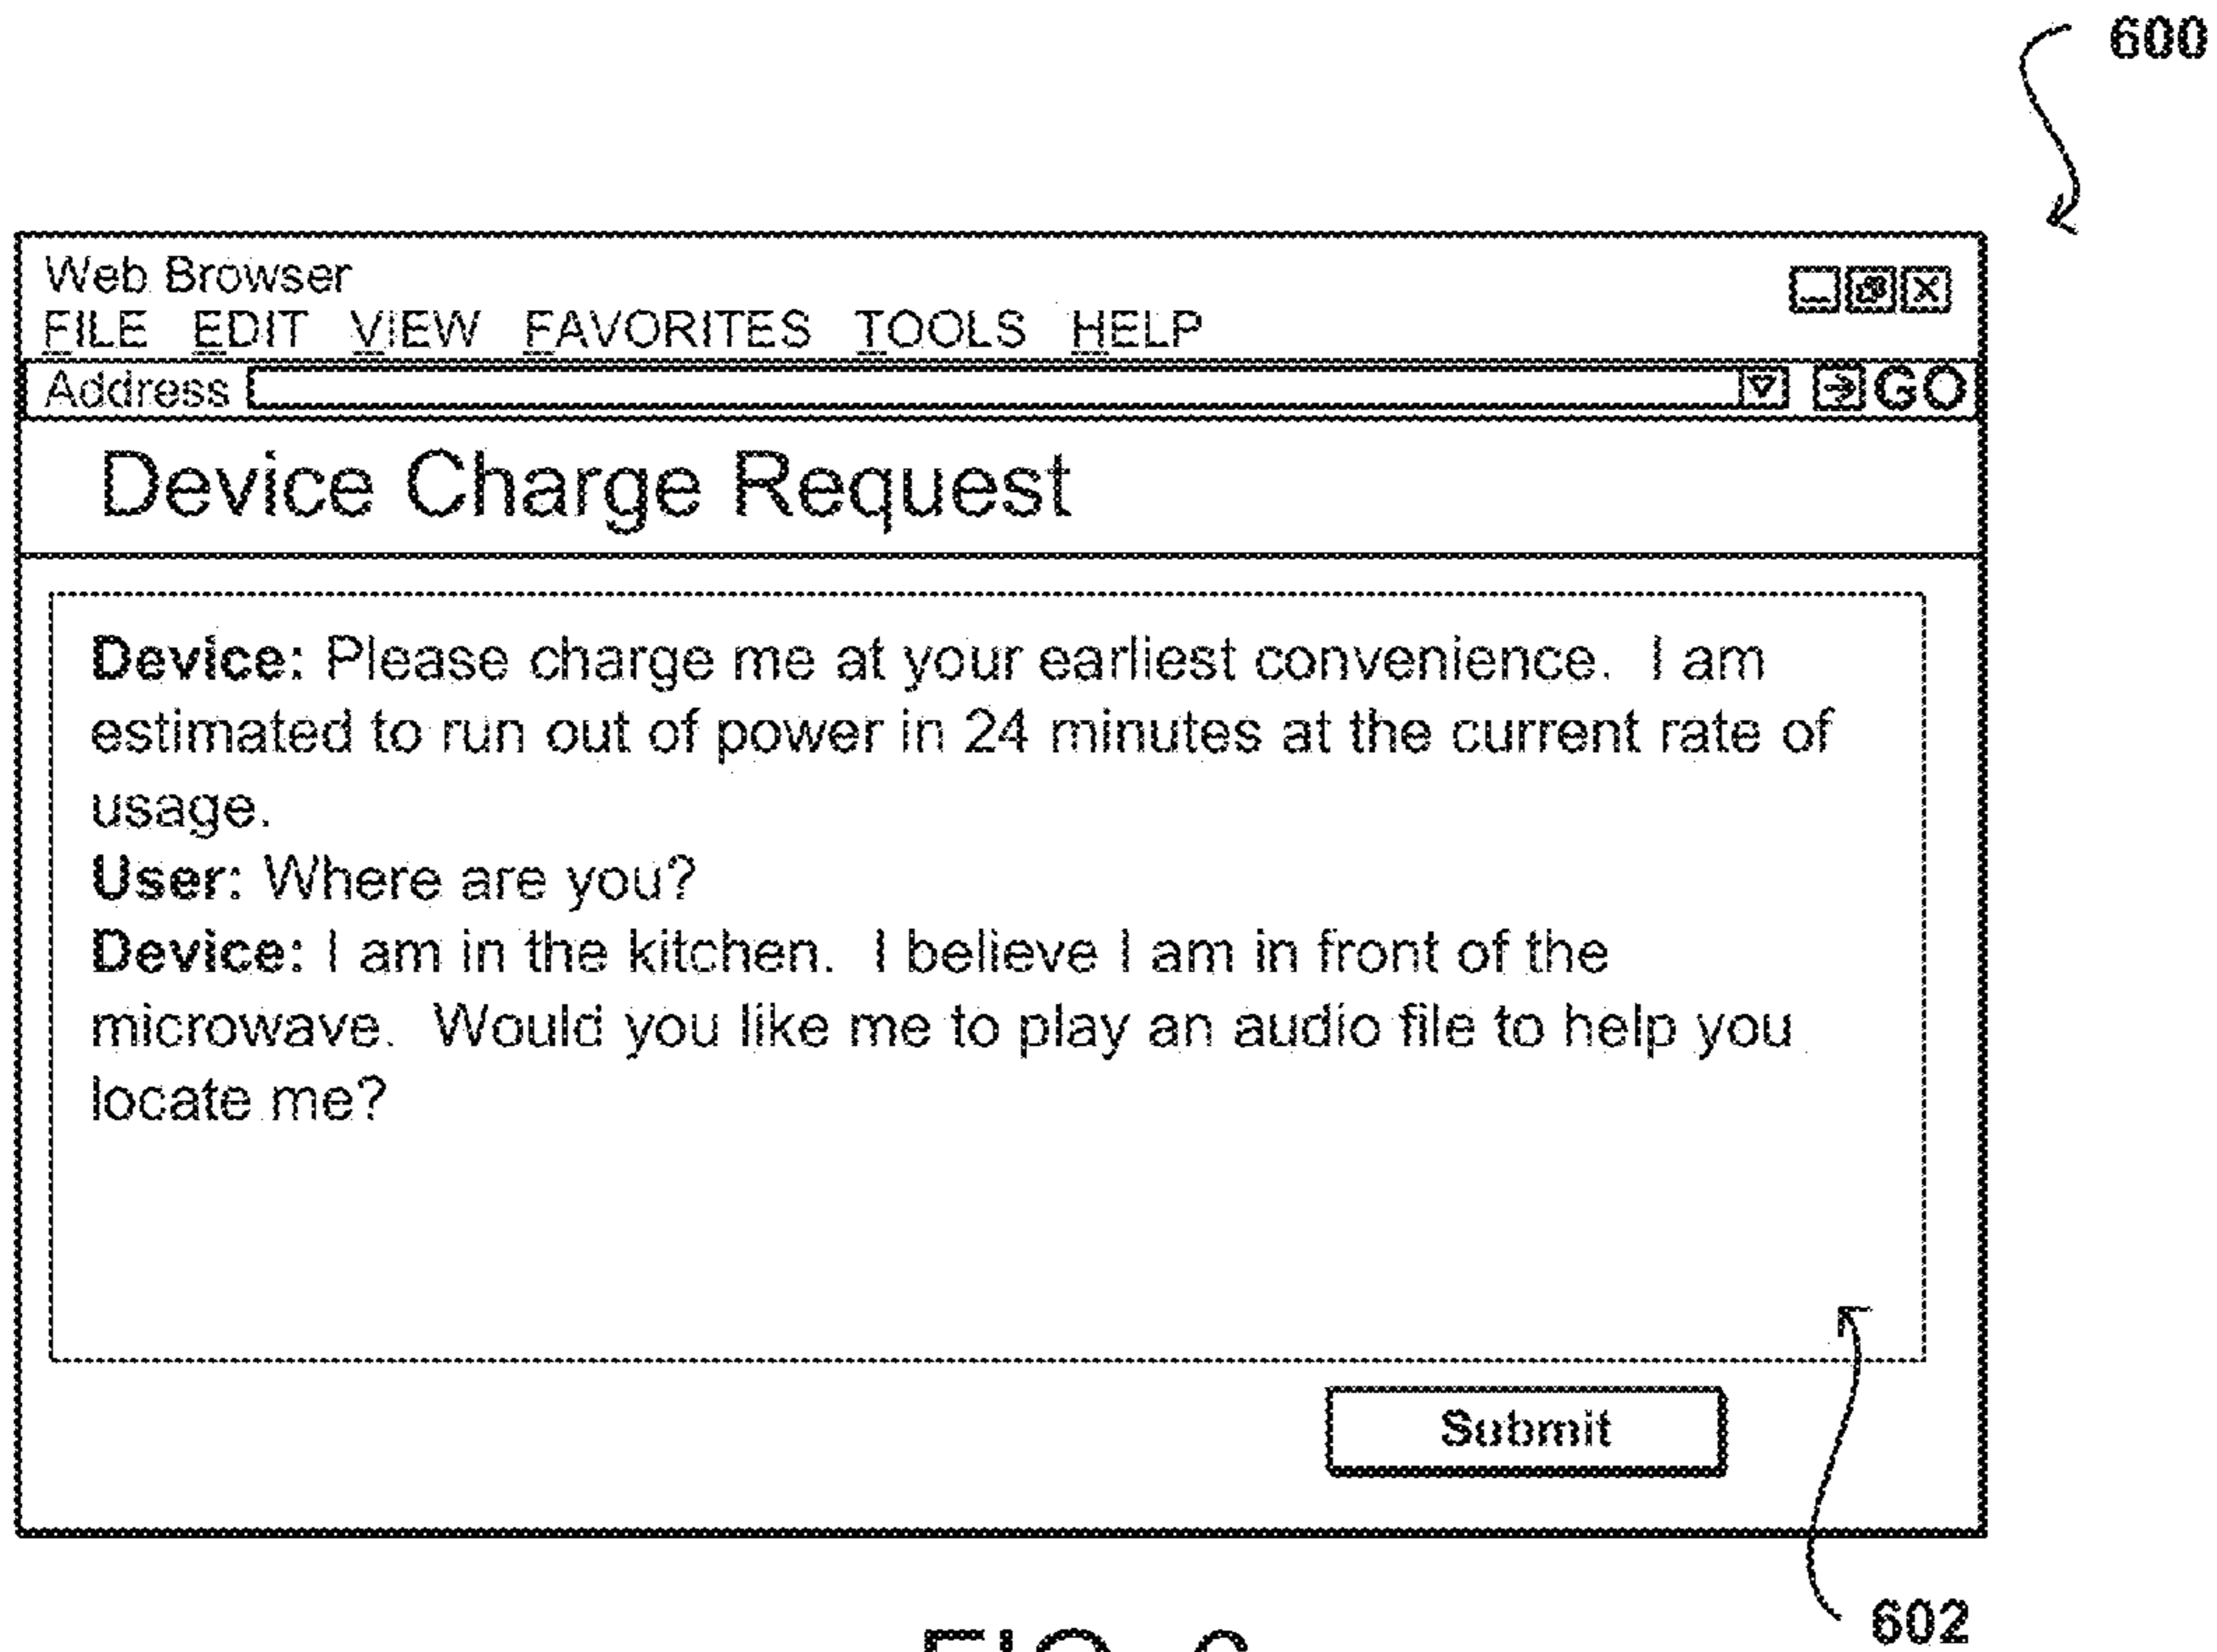 600
Web Browser
FILE EDIT VIEW FAVORITES TOOLS HELP
Address GO
Device Charge Request
Device: Please charge me at your earliest convenience. I am
estimated to run out of power in 24 minutes at the current rate of
usage.
User: Where are you?
Device: I am in the kitchen. I believe I am in front of the
microwave. Would you like me to play an audio file to help you
locate me?
Submit
602